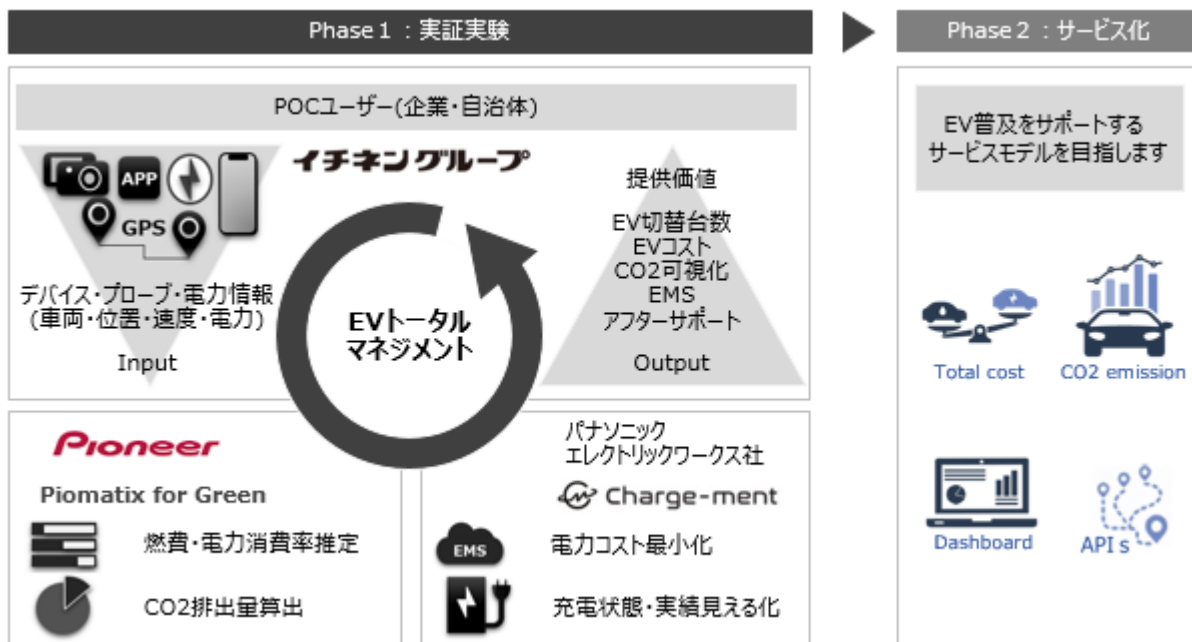 Phase 1 ：実証実験
Phase 2 ：サービス化
POCユーザー(企業・自治体)
イチネングループ
APP
GPS
デバイス・プローブ・電力情報
(車両・位置・速度・電力)
Input
EVトータル
マネジメント
提供価値
EV切替台数
EVコスト
CO2可視化
EMS
アフターサポート
Output
Pioneer
Piomatix for Green
燃費・電力消費率推定
CO2排出量算出
パナソニック
エレクトリックワークス社
Charge-ment
EMS
電力コスト最小化
充電状態・実績見える化
EV普及をサポートする
サービスモデルを目指します
Total cost
CO2 emission
Dashboard
API s